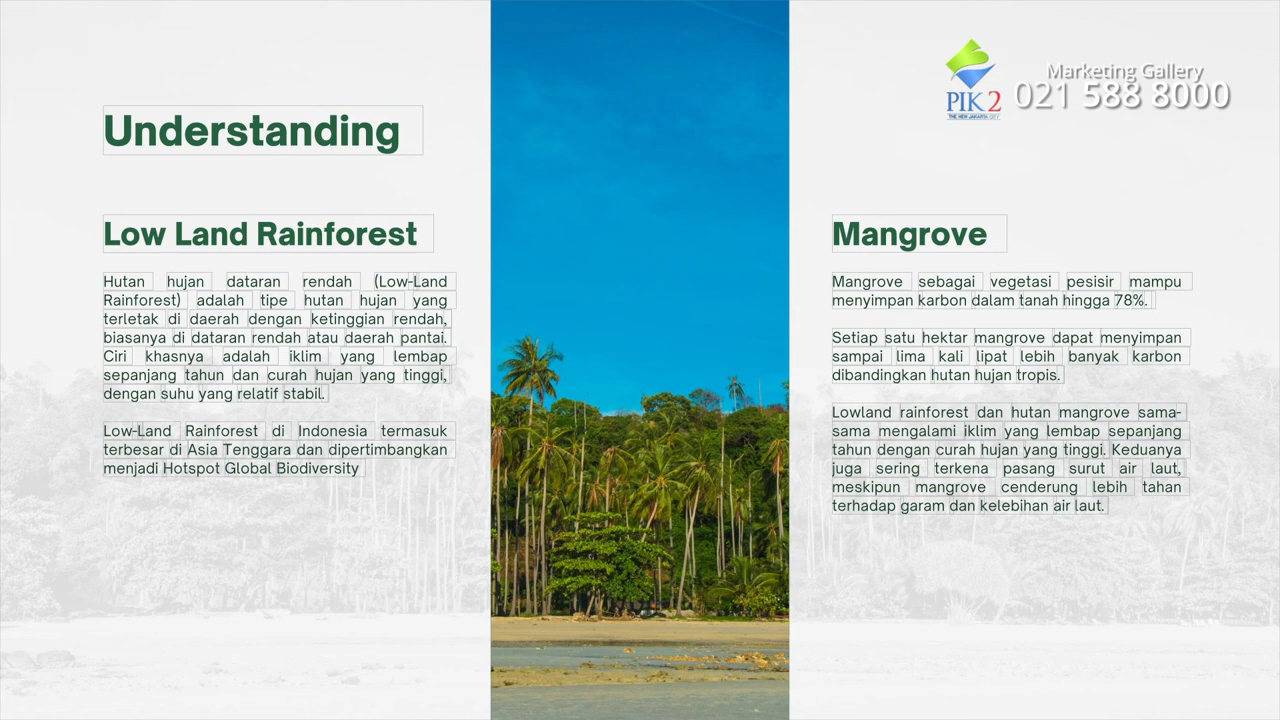 Marketing Gallery
021 588 8000
PIK 2
THE NEW JAKARTA CITY
Understanding
Low Land Rainforest
Hutan hujan dataran rendah (Low-Land
Rainforest) adalah tipe hutan hujan yang
terletak di daerah dengan ketinggian rendah,
biasanya di dataran rendah atau daerah pantai.
Ciri khasnya adalah iklim yang lembap
sepanjang tahun dan curah hujan yang tinggi,
dengan suhu yang relatif stabil.
Low-Land Rainforest di Indonesia termasuk
terbesar di Asia Tenggara dan dipertimbangkan
menjadi Hotspot Global Biodiversity
Mangrove
Mangrove sebagai vegetasi pesisir mampu
menyimpan karbon dalam tanah hingga 78%.
Setiap satu hektar mangrove dapat menyimpan
sampai lima kali lipat lebih banyak karbon
dibandingkan hutan hujan tropis.
Lowland rainforest dan hutan mangrove sama-
sama mengalami iklim yang lembap sepanjang
tahun dengan curah hujan yang tinggi. Keduanya
juga sering terkena pasang surut air laut,
meskipun mangrove cenderung lebih tahan
terhadap garam dan kelebihan air laut.